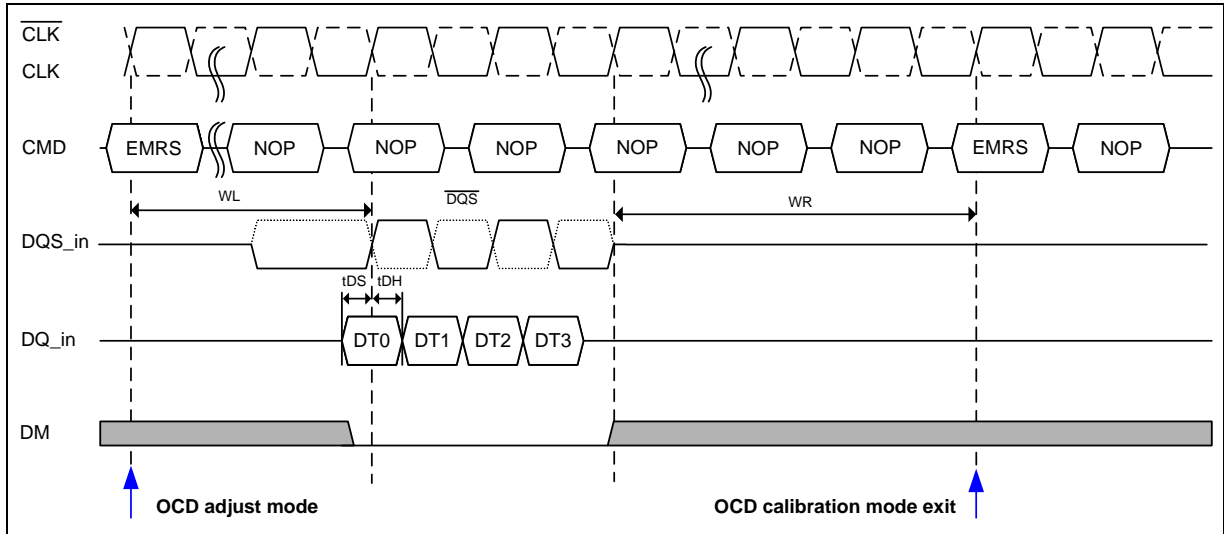 CLK
CLK
CMD EMRS NOP NOP NOP NOP NOP NOP EMRS NOP
WL DQS WR
DQS_in
tDS tDH
DQ_in DT0 DT1 DT2 DT3
DM
OCD adjust mode OCD calibration mode exit